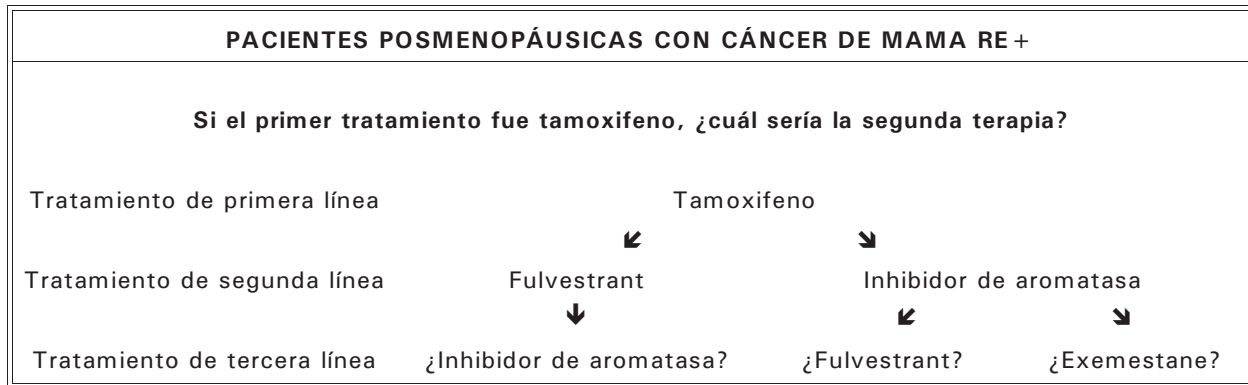 PACIENTES POSMENOPÁUSICAS CON CÁNCER DE MAMA RE+
Si el primer tratamiento fue tamoxifeno, ¿cuál sería la segunda terapia?
Tratamiento de primera línea Tamoxifeno
Tratamiento de segunda línea Fulvestrant Inhibidor de aromatasa
Tratamiento de tercera línea ¿Inhibidor de aromatasa? ¿Fulvestrant? ¿Exemestane?